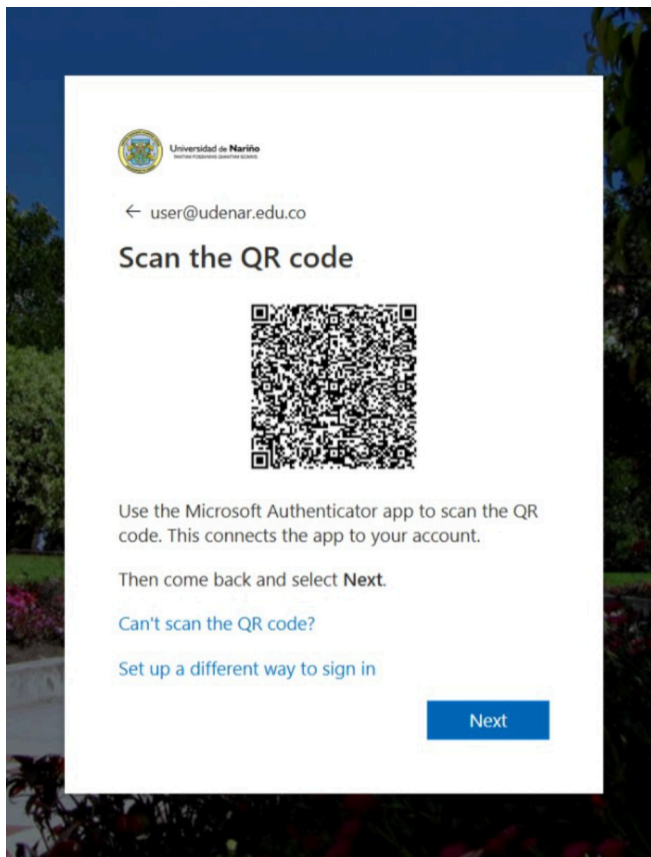 Universidad de Nariño
← user@udenar.edu.co
Scan the QR code
Use the Microsoft Authenticator app to scan the QR
code. This connects the app to your account.
Then come back and select Next.
Can't scan the QR code?
Set up a different way to sign in
Next